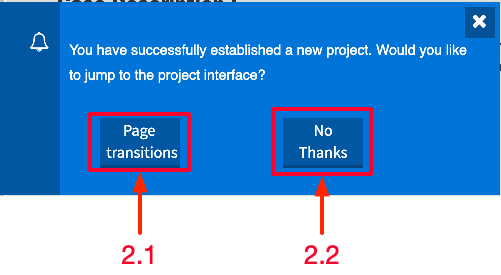 You have successfully established a new project. Would you like
to jump to the project interface?
Page
transitions
No
Thanks
2.1
2.2